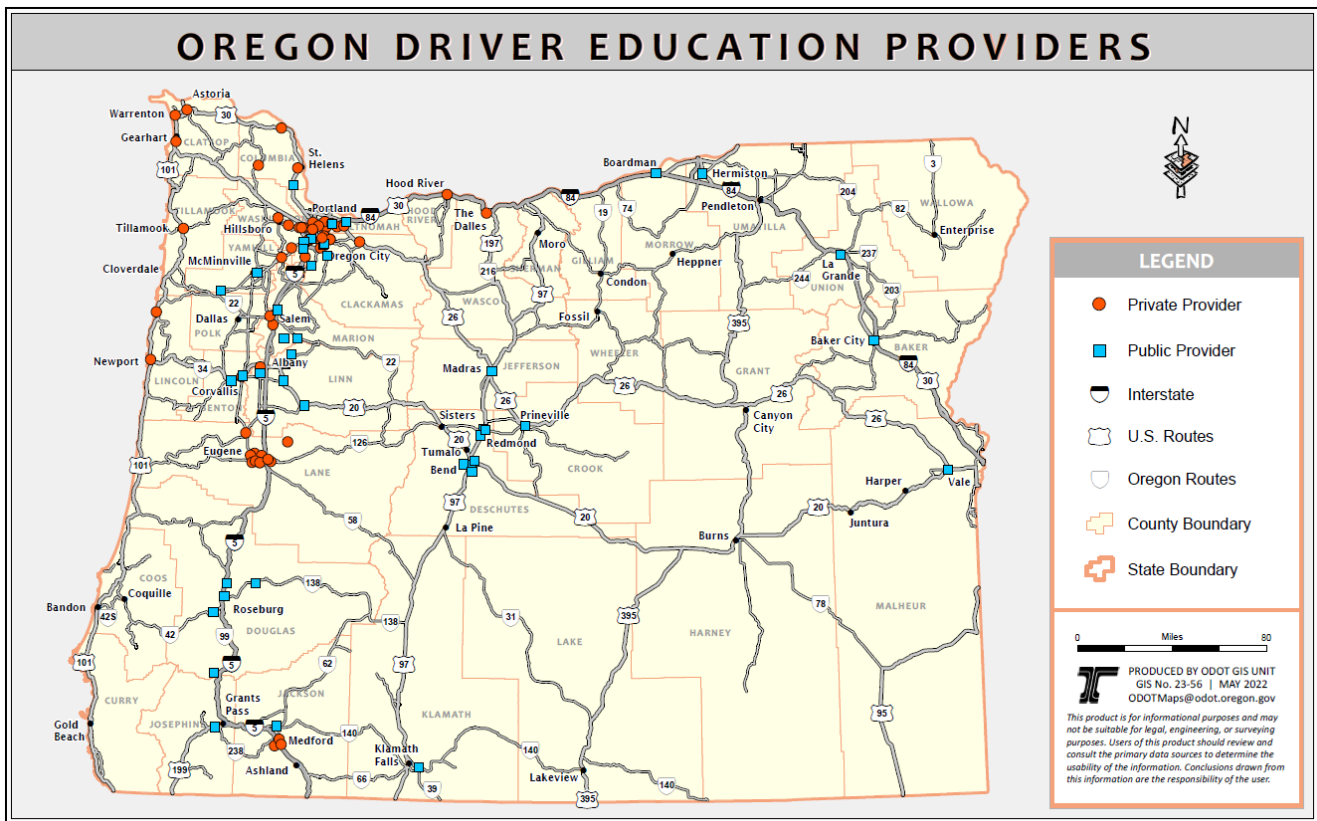 OREGON DRIVER EDUCATION PROVIDERS
Astoria
Warrenton
30
Gearhart
CLATSOP
COLUMBIA
St.
Helens
101
N
Boardman
Hermiston
84
3
204
WALLOWA
82
Pendleton
UMATILLA
Enterprise
Hood River
30
84
The
Dalles
HOOD
RIVER
19
74
Portland
84
TILLAMOOK
Hillsboro
Tillamook
YAMHILL
Oregon City
197
Moro
GILLIAM
MORROW
Heppner
SHERMAN
216
Condon
La
Grande
237
244
UNION
203
Cloverdale
McMinnville
5
22
CLACKAMAS
WASCO
97
Dallas
Salem
POLK
26
Fossil
395
MARION
Baker City
BAKER
84
30
Newport
34
Albany
22
Madras
JEFFERSON
WHEELER
GRANT
LINCOLN
LINN
26
26
26
Corvallis
BENTON
5
20
Sisters
Prineville
Canyon
City
26
20
Redmond
126
Tumalo
Eugene
101
LANE
Bend
CROOK
Harper
Vale
97
DESCHUTES
20
20
Juntura
58
La Pine
Burns
5
COOS
138
Coquille
Bandon
42S
Roseburg
78
MALHEUR
42
99
DOUGLAS
138
31
395
HARNEY
LAKE
101
5
62
97
CURRY
Grants
Pass
JACKSON
KLAMATH
95
Gold
Beach
JOSEPHINE
5
140
Medford
Klamath
Falls
140
238
Ashland
199
66
39
Lakeview
140
395
LEGEND
Private Provider
Public Provider
Interstate
U.S. Routes
Oregon Routes
County Boundary
State Boundary
0 Miles 80
PRODUCED BY ODOT GIS UNIT
GIS No. 23-56 | MAY 2022
ODOTMaps@odot.oregon.gov
This product is for informational purposes and may
not be suitable for legal, engineering, or surveying
purposes. Users of this product should review and
consult the primary data sources to determine the
usability of the information. Conclusions drawn from
this information are the responsibility of the user.